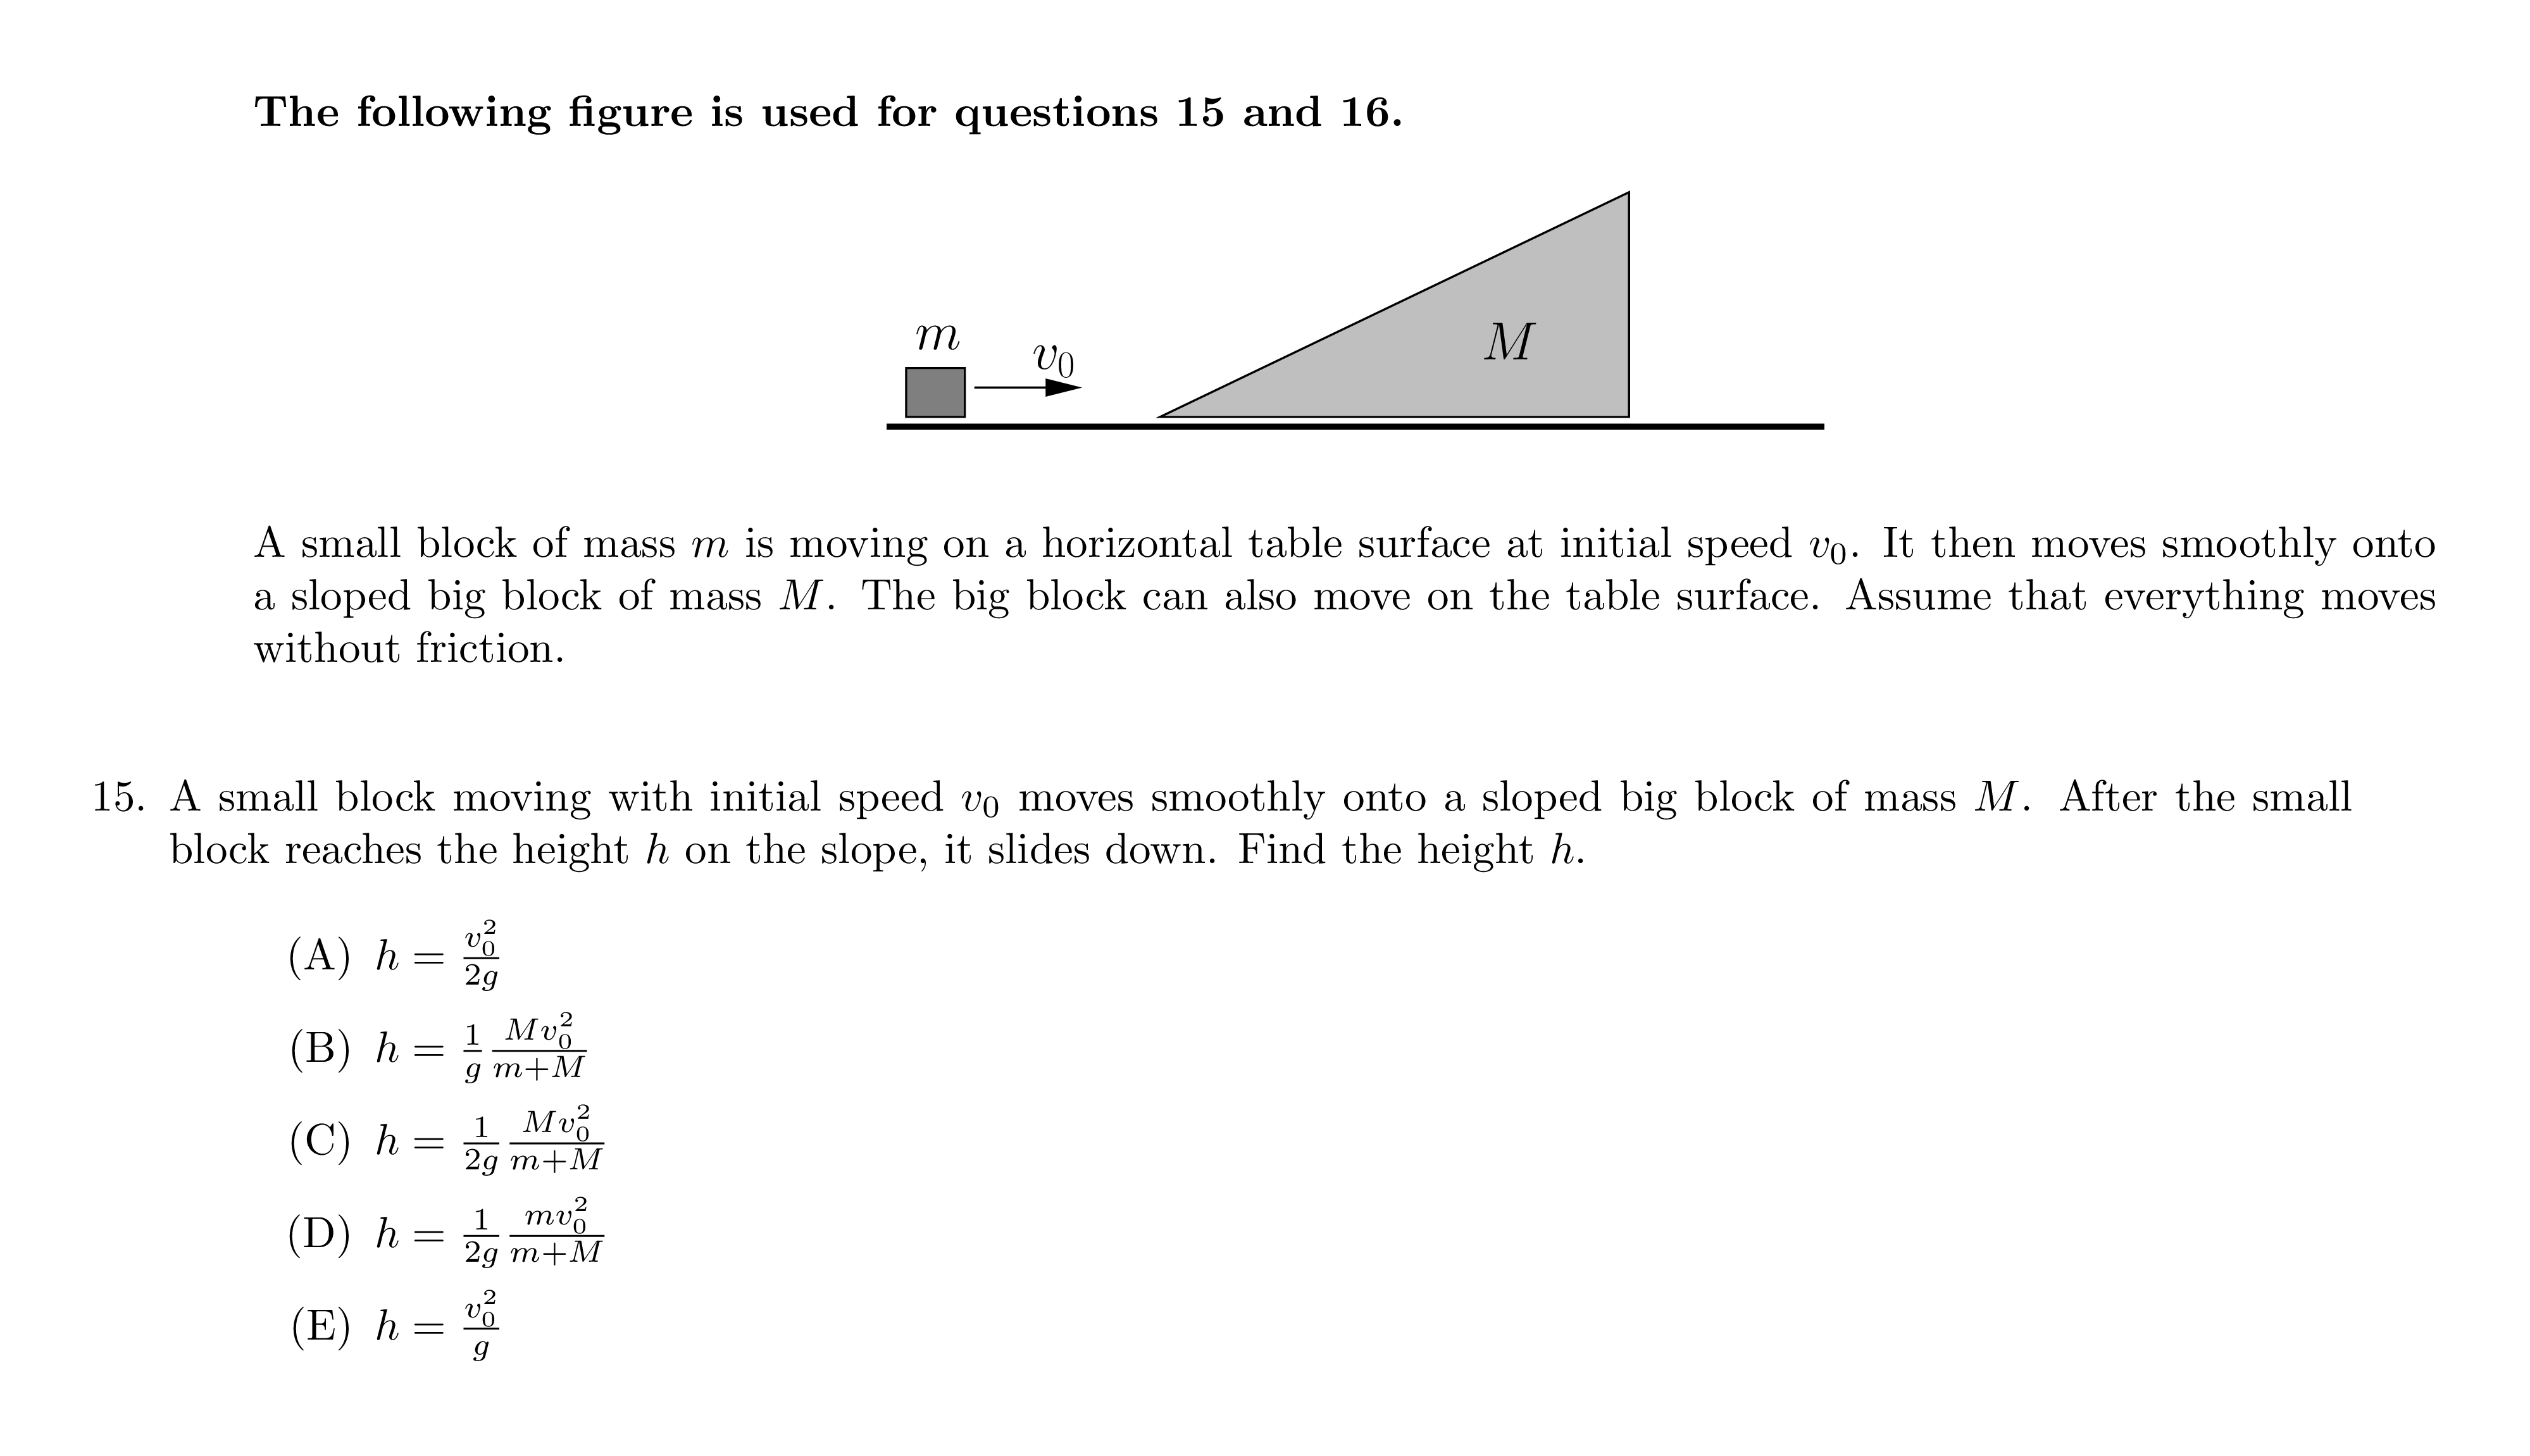 The following figure is used for questions 15 and 16.
m
v₀
M
A small block of mass m is moving on a horizontal table surface at initial speed v₀. It then moves smoothly onto
a sloped big block of mass M. The big block can also move on the table surface. Assume that everything moves
without friction.
15. A small block moving with initial speed v₀ moves smoothly onto a sloped big block of mass M. After the small
block reaches the height h on the slope, it slides down. Find the height h.
(A) h = \frac{v_0^2}{2g}
(B) h = \frac{1}{g} \frac{Mv_0^2}{m+M}
(C) h = \frac{1}{2g} \frac{Mv_0^2}{m+M}
(D) h = \frac{1}{2g} \frac{mv_0^2}{m+M}
(E) h = \frac{v_0^2}{g}